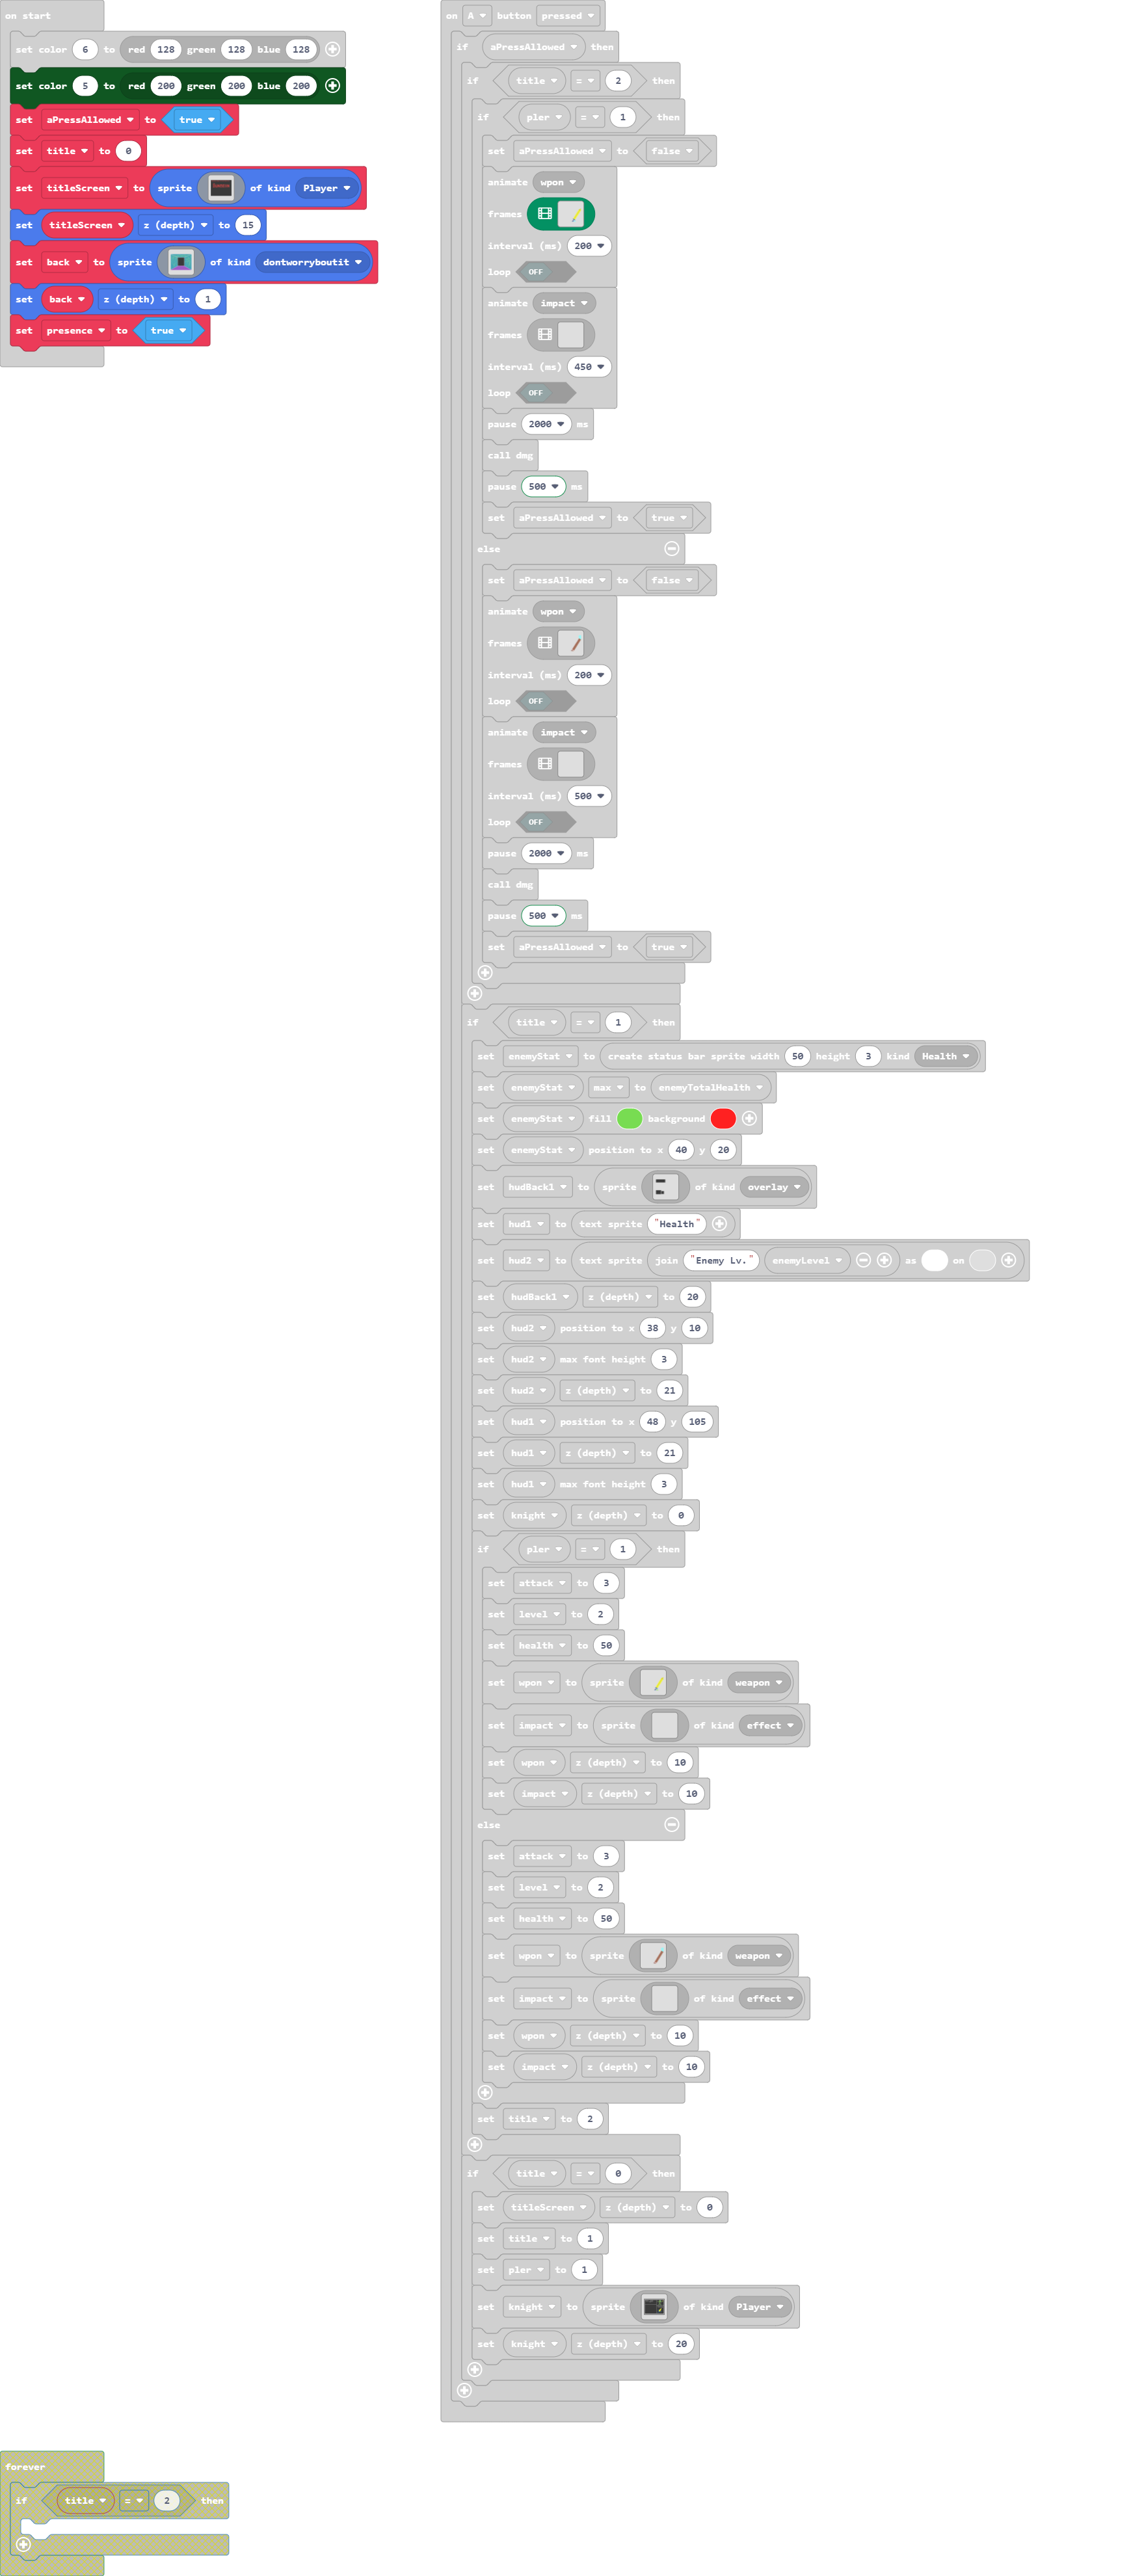 on start
set color 6 to red 128 green 128 blue 128
set color 5 to red 200 green 200 blue 200
set aPressAllowed to true
set title to 0
set titleScreen to sprite of kind Player
set titleScreen z (depth) to 15
set back to sprite of kind dontworryboutit
set back z (depth) to 1
set presence to true
on A button pressed
if aPressAllowed then
if title = 2 then
if pler = 1 then
set aPressAllowed to false
animate wpon
frames
interval (ms) 200
loop OFF
animate impact
frames
interval (ms) 450
loop OFF
pause 2000 ms
call dmg
pause 500 ms
set aPressAllowed to true
else
set aPressAllowed to false
animate wpon
frames
interval (ms) 200
loop OFF
animate impact
frames
interval (ms) 500
loop OFF
pause 2000 ms
call dmg
pause 500 ms
set aPressAllowed to true
if title = 1 then
set enemyStat to create status bar sprite width 50 height 3 kind Health
set enemyStat max to enemyTotalHealth
set enemyStat fill background
set enemyStat position to x 40 y 20
set hudBack1 to sprite of kind overlay
set hud1 to text sprite "Health"
set hud2 to text sprite join "Enemy Lv. " enemyLevel as on
set hudBack1 z (depth) to 20
set hud2 position to x 38 y 10
set hud2 max font height 3
set hud2 z (depth) to 21
set hud1 position to x 48 y 105
set hud1 z (depth) to 21
set hud1 max font height 3
set knight z (depth) to 0
if pler = 1 then
set attack to 3
set level to 2
set health to 50
set wpon to sprite of kind weapon
set impact to sprite of kind effect
set wpon z (depth) to 10
set impact z (depth) to 10
else
set attack to 3
set level to 2
set health to 50
set wpon to sprite of kind weapon
set impact to sprite of kind effect
set wpon z (depth) to 10
set impact z (depth) to 10
set title to 2
if title = 0 then
set titleScreen z (depth) to 0
set title to 1
set pler to 1
set knight to sprite of kind Player
set knight z (depth) to 20
forever
if title = 2 then